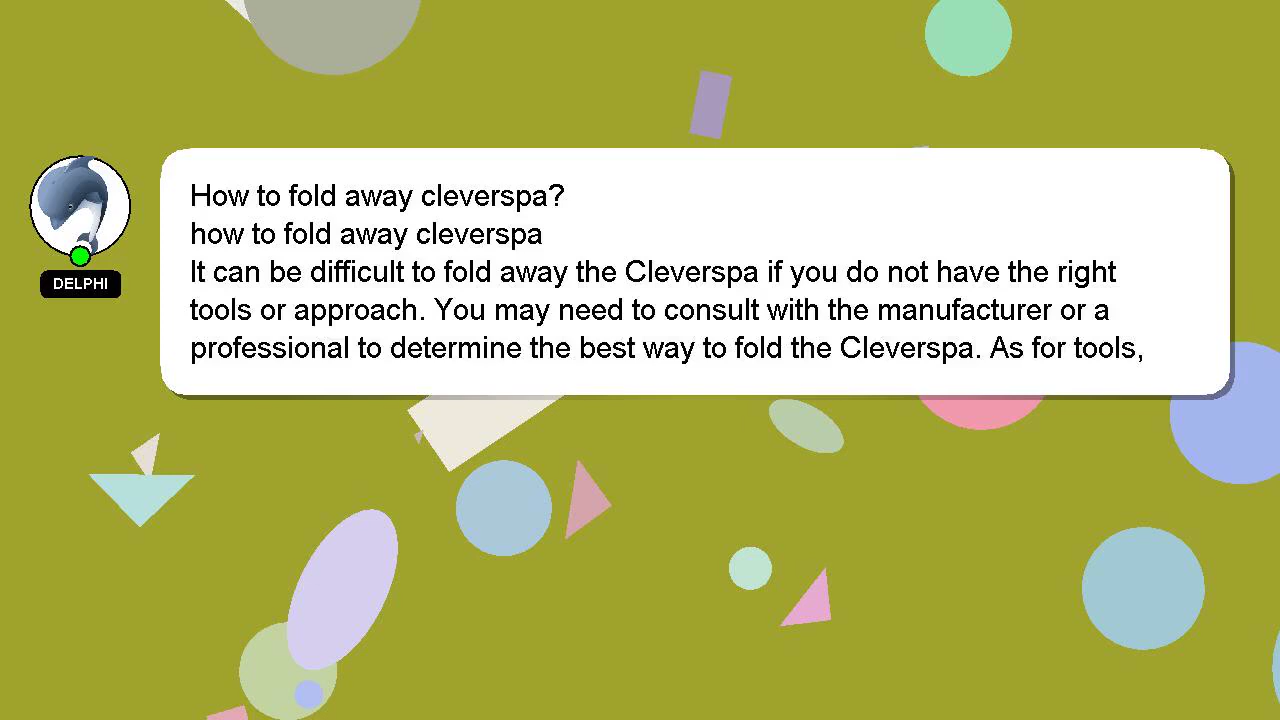 How to fold away cleverspa?
how to fold away cleverspa
It can be difficult to fold away the Cleverspa if you do not have the right
tools or approach. You may need to consult with the manufacturer or a
professional to determine the best way to fold the Cleverspa. As for tools,
DELPHI